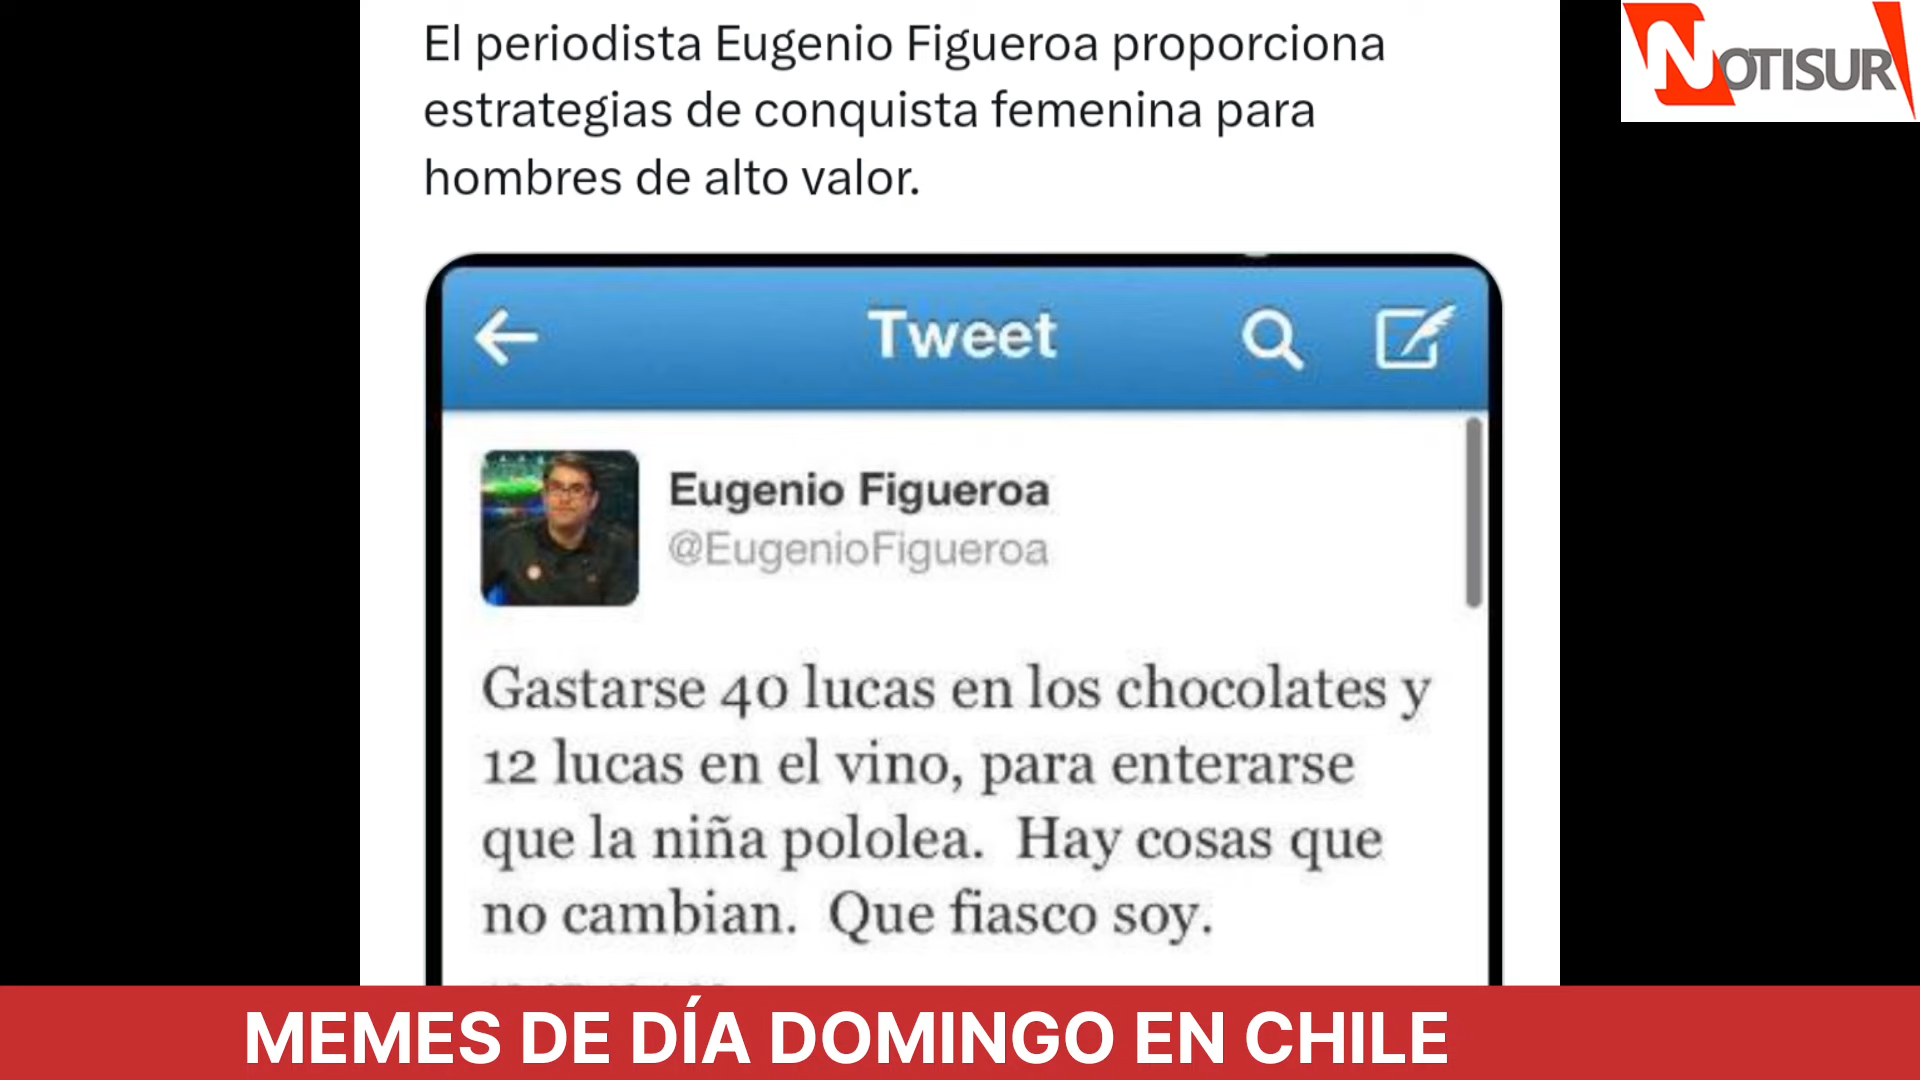 El periodista Eugenio Figueroa proporciona
estrategias de conquista femenina para
hombres de alto valor.
NOTISUR
Tweet
Eugenio Figueroa
@EugenioFigueroa
Gastarse 40 lucas en los chocolates y
12 lucas en el vino, para enterarse
que la niña pololea. Hay cosas que
no cambian. Que fiasco soy.
MEMES DE DÍA DOMINGO EN CHILE